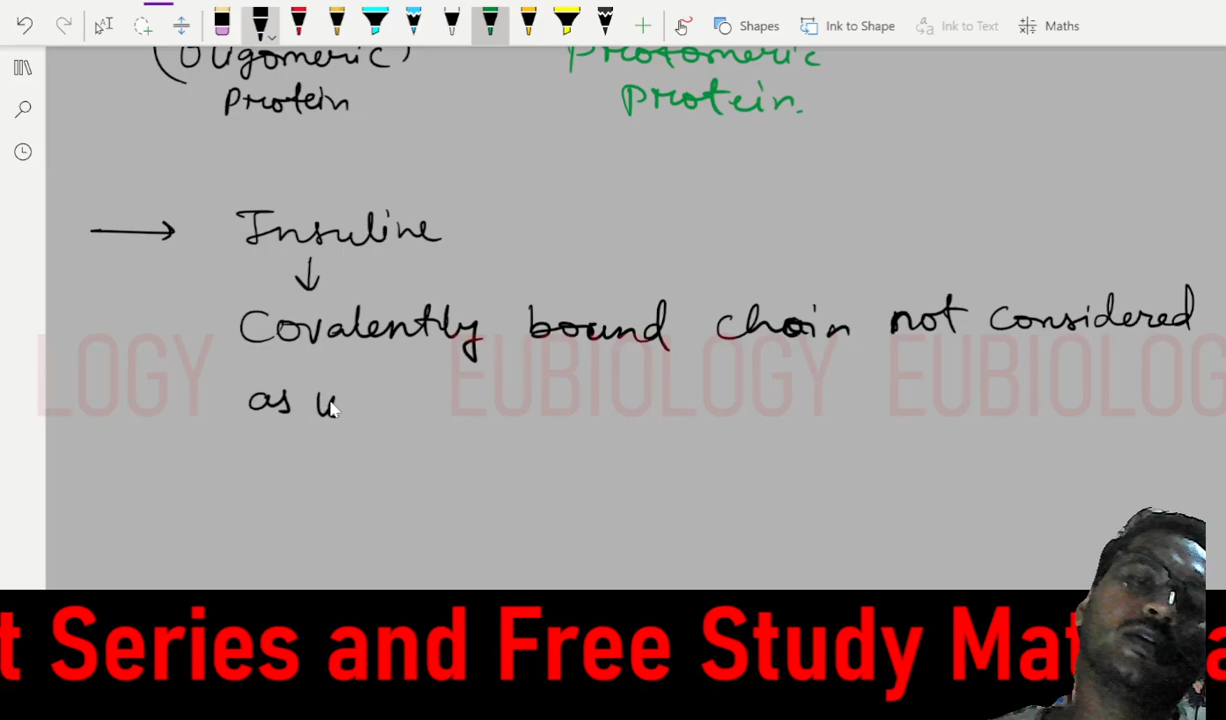 Shapes Ink to Shape Ink to Text Maths
(Oligomeric) Protomeric
Protein Protein.
→ Insuline
↓
Covalently bound chain not considered
LOGY EUBIOLOGY EUBIOLOG
as u
t Series and Free Study Mat a